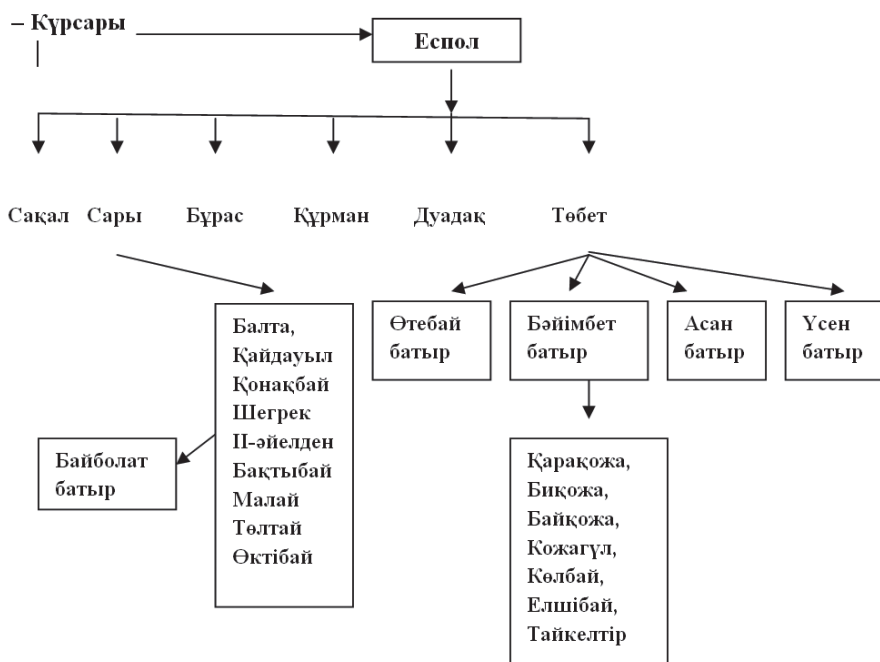 – Күрсары
Еспол
Сақал Сары Бұрас Құрман Дуадақ Төбет
Балта,
Қайдауыл
Қонақбай
Шегрек
ІІ-әйелден
Бақтыбай
Малай
Төлтай
Өктібай
Өтебай
батыр
Бәйімбет
батыр
Асан
батыр
Үсен
батыр
Байболат
батыр
Қарақожа,
Биқожа,
Байқожа,
Кожагүл,
Көлбай,
Елшібай,
Тайкелтір